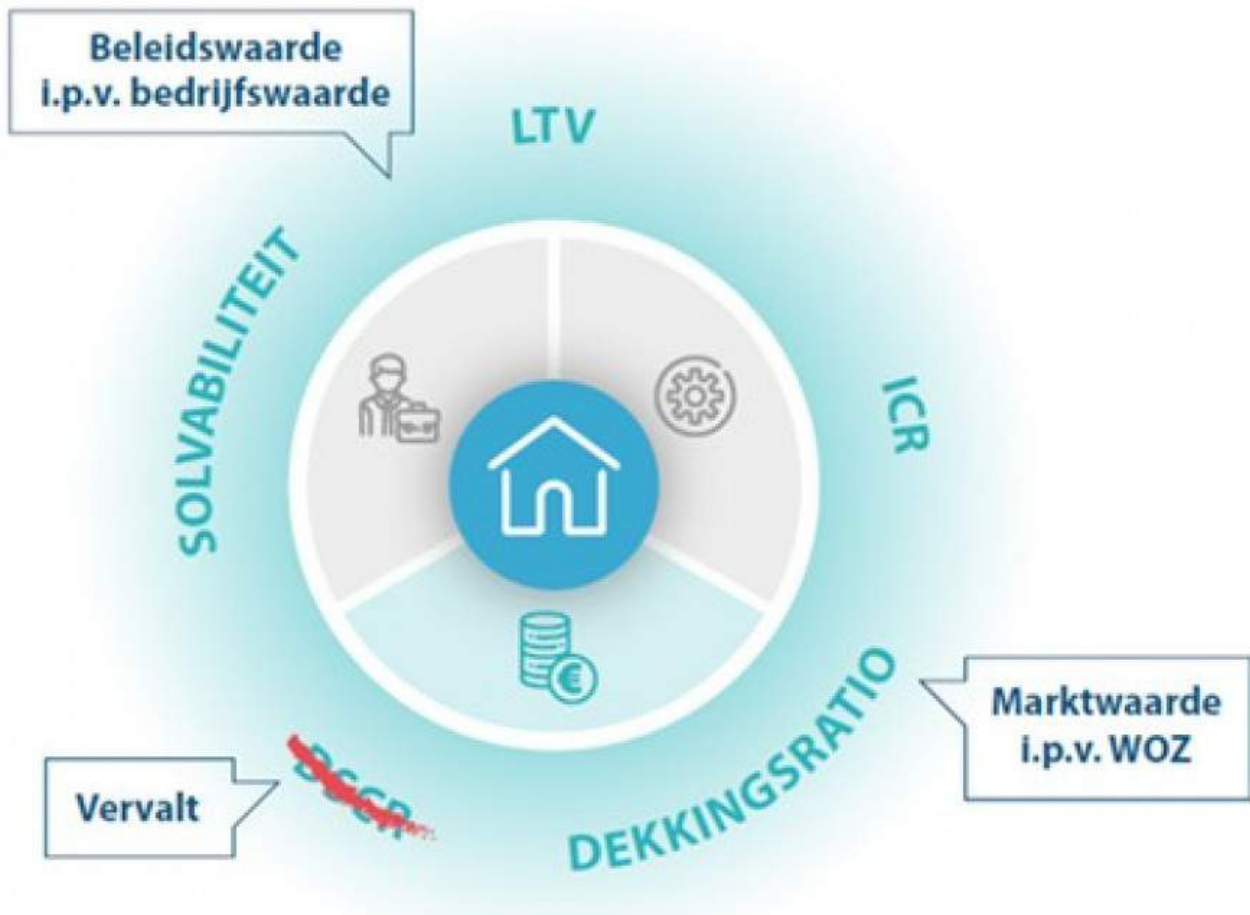 Beleidswaarde
i.p.v. bedrijfswaarde
LTV
SOLVABILITEIT
ICR
Marktwaarde
i.p.v. WOZ
DEKKINGSRATIO
Vervalt